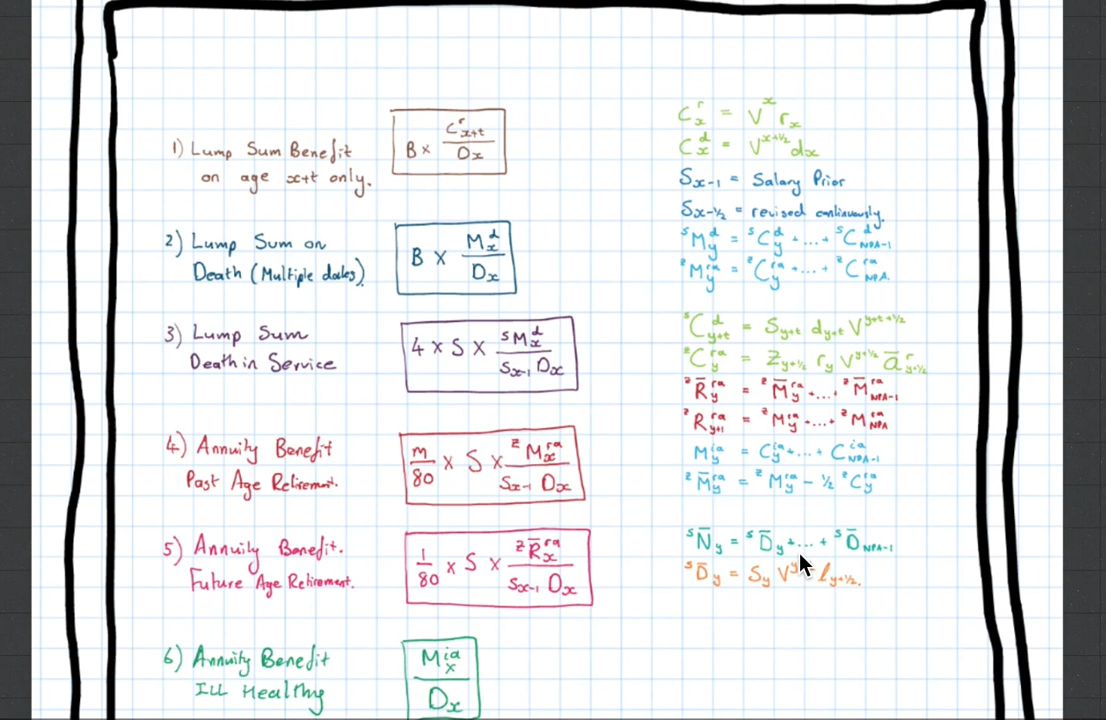 1) Lump Sum Benefit
on age x+t only.
B × C^r_{x+t} / D_x
2) Lump Sum on
Death (Multiple dates)
B × M^d_x / D_x
3) Lump Sum
Death in Service
4 × S × ^sM^d_x / S_{x-1} D_x
4) Annuity Benefit
Past Age Retirement.
m/80 × S × ^zM^{ra}_x / S_{x-1} D_x
5) Annuity Benefit.
Future Age Retirement.
1/80 × S × ^zR̄^{ra}_x / S_{x-1} D_x
6) Annuity Benefit
Ill Healthy
M^{ia}_x / D_x
C^r_x = V^x r_x
C^d_x = V^{x+½} d_x
S_{x-1} = Salary Prior
S_{x-½} = revised continuously.
^sM^d_y = ^sC^d_y + ... + ^sC^d_{NPA-1}
^zM^{ra}_y = ^zC^{ra}_y + ... + ^zC^{ra}_{NPA}
^sC^d_{y+t} = S_{y+t} d_{y+t} V^{y+t+½}
^zC^{ra}_y = Z_{y+½} r_y V^{y+½} ā^r_{y+½}
^zR̄^{ra}_y = ^zM̄^{ra}_y + ... + ^zM̄^{ra}_{NPA-1}
^zR^{ra}_{y+1} = ^zM^{ra}_y + ... + ^zM^{ra}_{NPA}
M^{ia}_y = C^{ia}_y + ... + C^{ia}_{NPA-1}
^zM̄^{ra}_y = ^zM^{ra}_y - ½ ^zC^{ra}_y
^sN̄_y = ^sD̄_y + ... + ^sD̄_{NPA-1}
^sD̄_y = S_y V^y l_{y+½}.